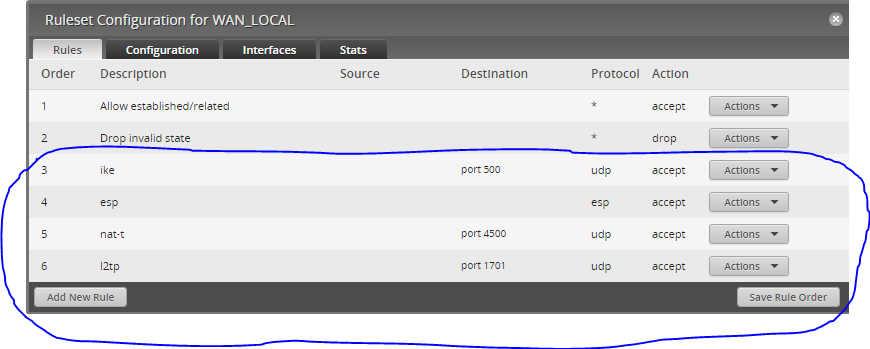 Ruleset Configuration for WAN_LOCAL
Rules Configuration Interfaces Stats
Order Description Source Destination Protocol Action
1 Allow established/related * accept Actions
2 Drop invalid state * drop Actions
3 ike port 500 udp accept Actions
4 esp esp accept Actions
5 nat-t port 4500 udp accept Actions
6 l2tp port 1701 udp accept Actions
Add New Rule Save Rule Order